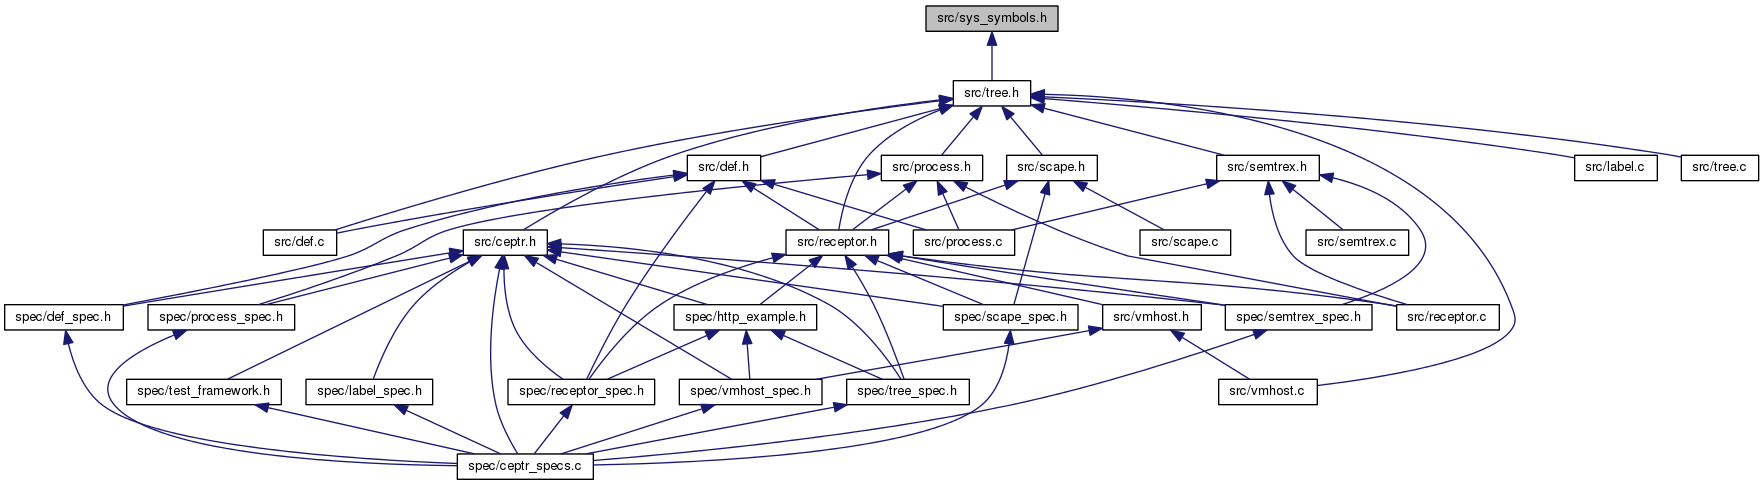 src/sys_symbols.h
src/tree.h
src/def.h
src/process.h
src/scape.h
src/semtrex.h
src/label.c
src/tree.c
src/def.c
src/ceptr.h
src/receptor.h
src/process.c
src/scape.c
src/semtrex.c
spec/def_spec.h
spec/process_spec.h
spec/http_example.h
spec/scape_spec.h
src/vmhost.h
spec/semtrex_spec.h
src/receptor.c
spec/test_framework.h
spec/label_spec.h
spec/receptor_spec.h
spec/vmhost_spec.h
spec/tree_spec.h
src/vmhost.c
spec/ceptr_specs.c